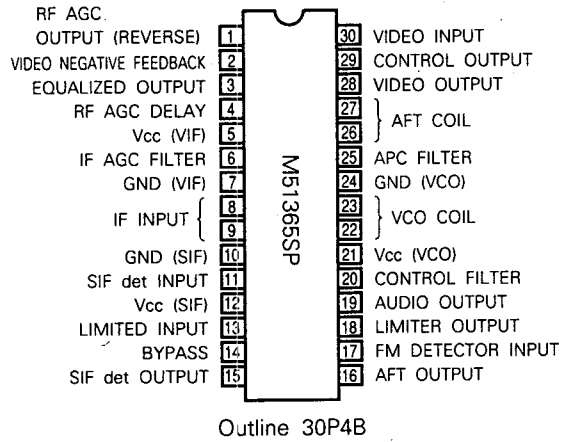 RF AGC
OUTPUT (REVERSE) 1
VIDEO NEGATIVE FEEDBACK 2
EQUALIZED OUTPUT 3
RF AGC DELAY 4
Vcc (VIF) 5
IF AGC FILTER 6
GND (VIF) 7
IF INPUT 8
9
GND (SIF) 10
SIF det INPUT 11
Vcc (SIF) 12
LIMITED INPUT 13
BYPASS 14
SIF det OUTPUT 15
M51365SP
30 VIDEO INPUT
29 CONTROL OUTPUT
28 VIDEO OUTPUT
27 AFT COIL
26
25 APC FILTER
24 GND (VCO)
23 VCO COIL
22
21 Vcc (VCO)
20 CONTROL FILTER
19 AUDIO OUTPUT
18 LIMITER OUTPUT
17 FM DETECTOR INPUT
16 AFT OUTPUT
Outline 30P4B